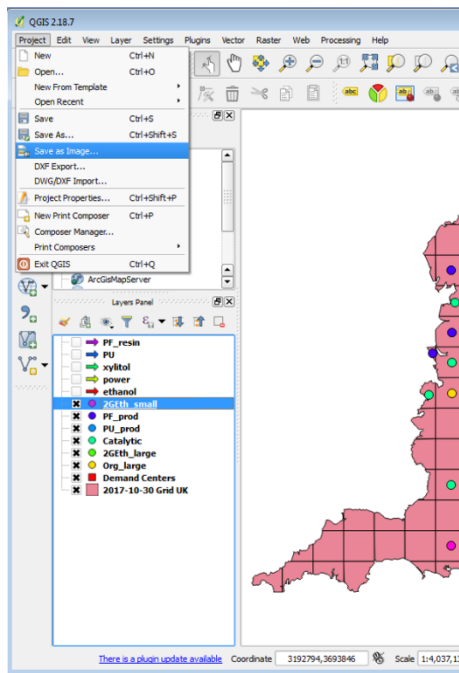 QGIS 2.18.7
Project Edit View Layer Settings Plugins Vector Raster Web Processing Help
New Ctrl+N
Open... Ctrl+O
New From Template
Open Recent
Save Ctrl+S
Save As... Ctrl+Shift+S
Save as Image...
DXF Export...
DWG/DXF Import...
Project Properties... Ctrl+Shift+P
New Print Composer Ctrl+P
Composer Manager...
Print Composers
Exit QGIS Ctrl+Q
abc
ArcGisMapServer
Layers Panel
PF_resin
PU
xylitol
power
ethanol
2GEth_small
PF_prod
PU_prod
Catalytic
2GEth_large
Org_large
Demand Centers
2017-10-30 Grid UK
There is a plugin update available Coordinate 3192794,3693846 Scale 1:4,037,1